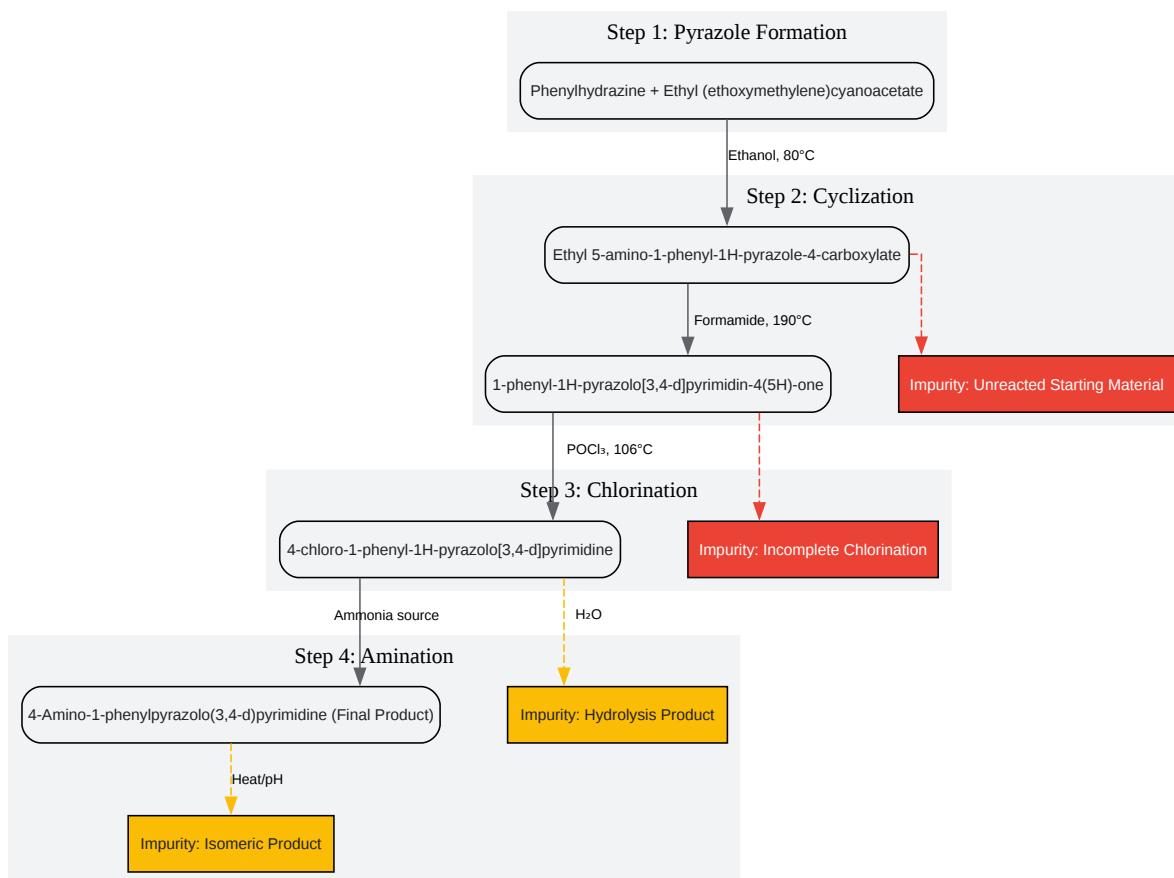 Step 1: Pyrazole Formation
Phenylhydrazine + Ethyl (ethoxymethylene)cyanoacetate
Ethanol, 80°C
Step 2: Cyclization
Ethyl 5-amino-1-phenyl-1H-pyrazole-4-carboxylate
Formamide, 190°C
1-phenyl-1H-pyrazolo[3,4-d]pyrimidin-4(5H)-one
Impurity: Unreacted Starting Material
POCl₃, 106°C
Step 3: Chlorination
4-chloro-1-phenyl-1H-pyrazolo[3,4-d]pyrimidine
Impurity: Incomplete Chlorination
Ammonia source
H₂O
Step 4: Amination
4-Amino-1-phenylpyrazolo(3,4-d)pyrimidine (Final Product)
Impurity: Hydrolysis Product
Heat/pH
Impurity: Isomeric Product